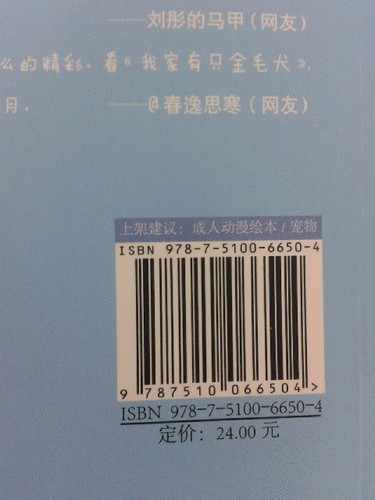 ——刘彤的马甲（网友）
么的精彩，看《我家有只金毛犬》，
月． ——@春逸思寒（网友）
上架建议：成人动漫绘本/宠物
ISBN 978-7-5100-6650-4
9 787510 066504 >
ISBN 978-7-5100-6650-4
定价：24.00 元